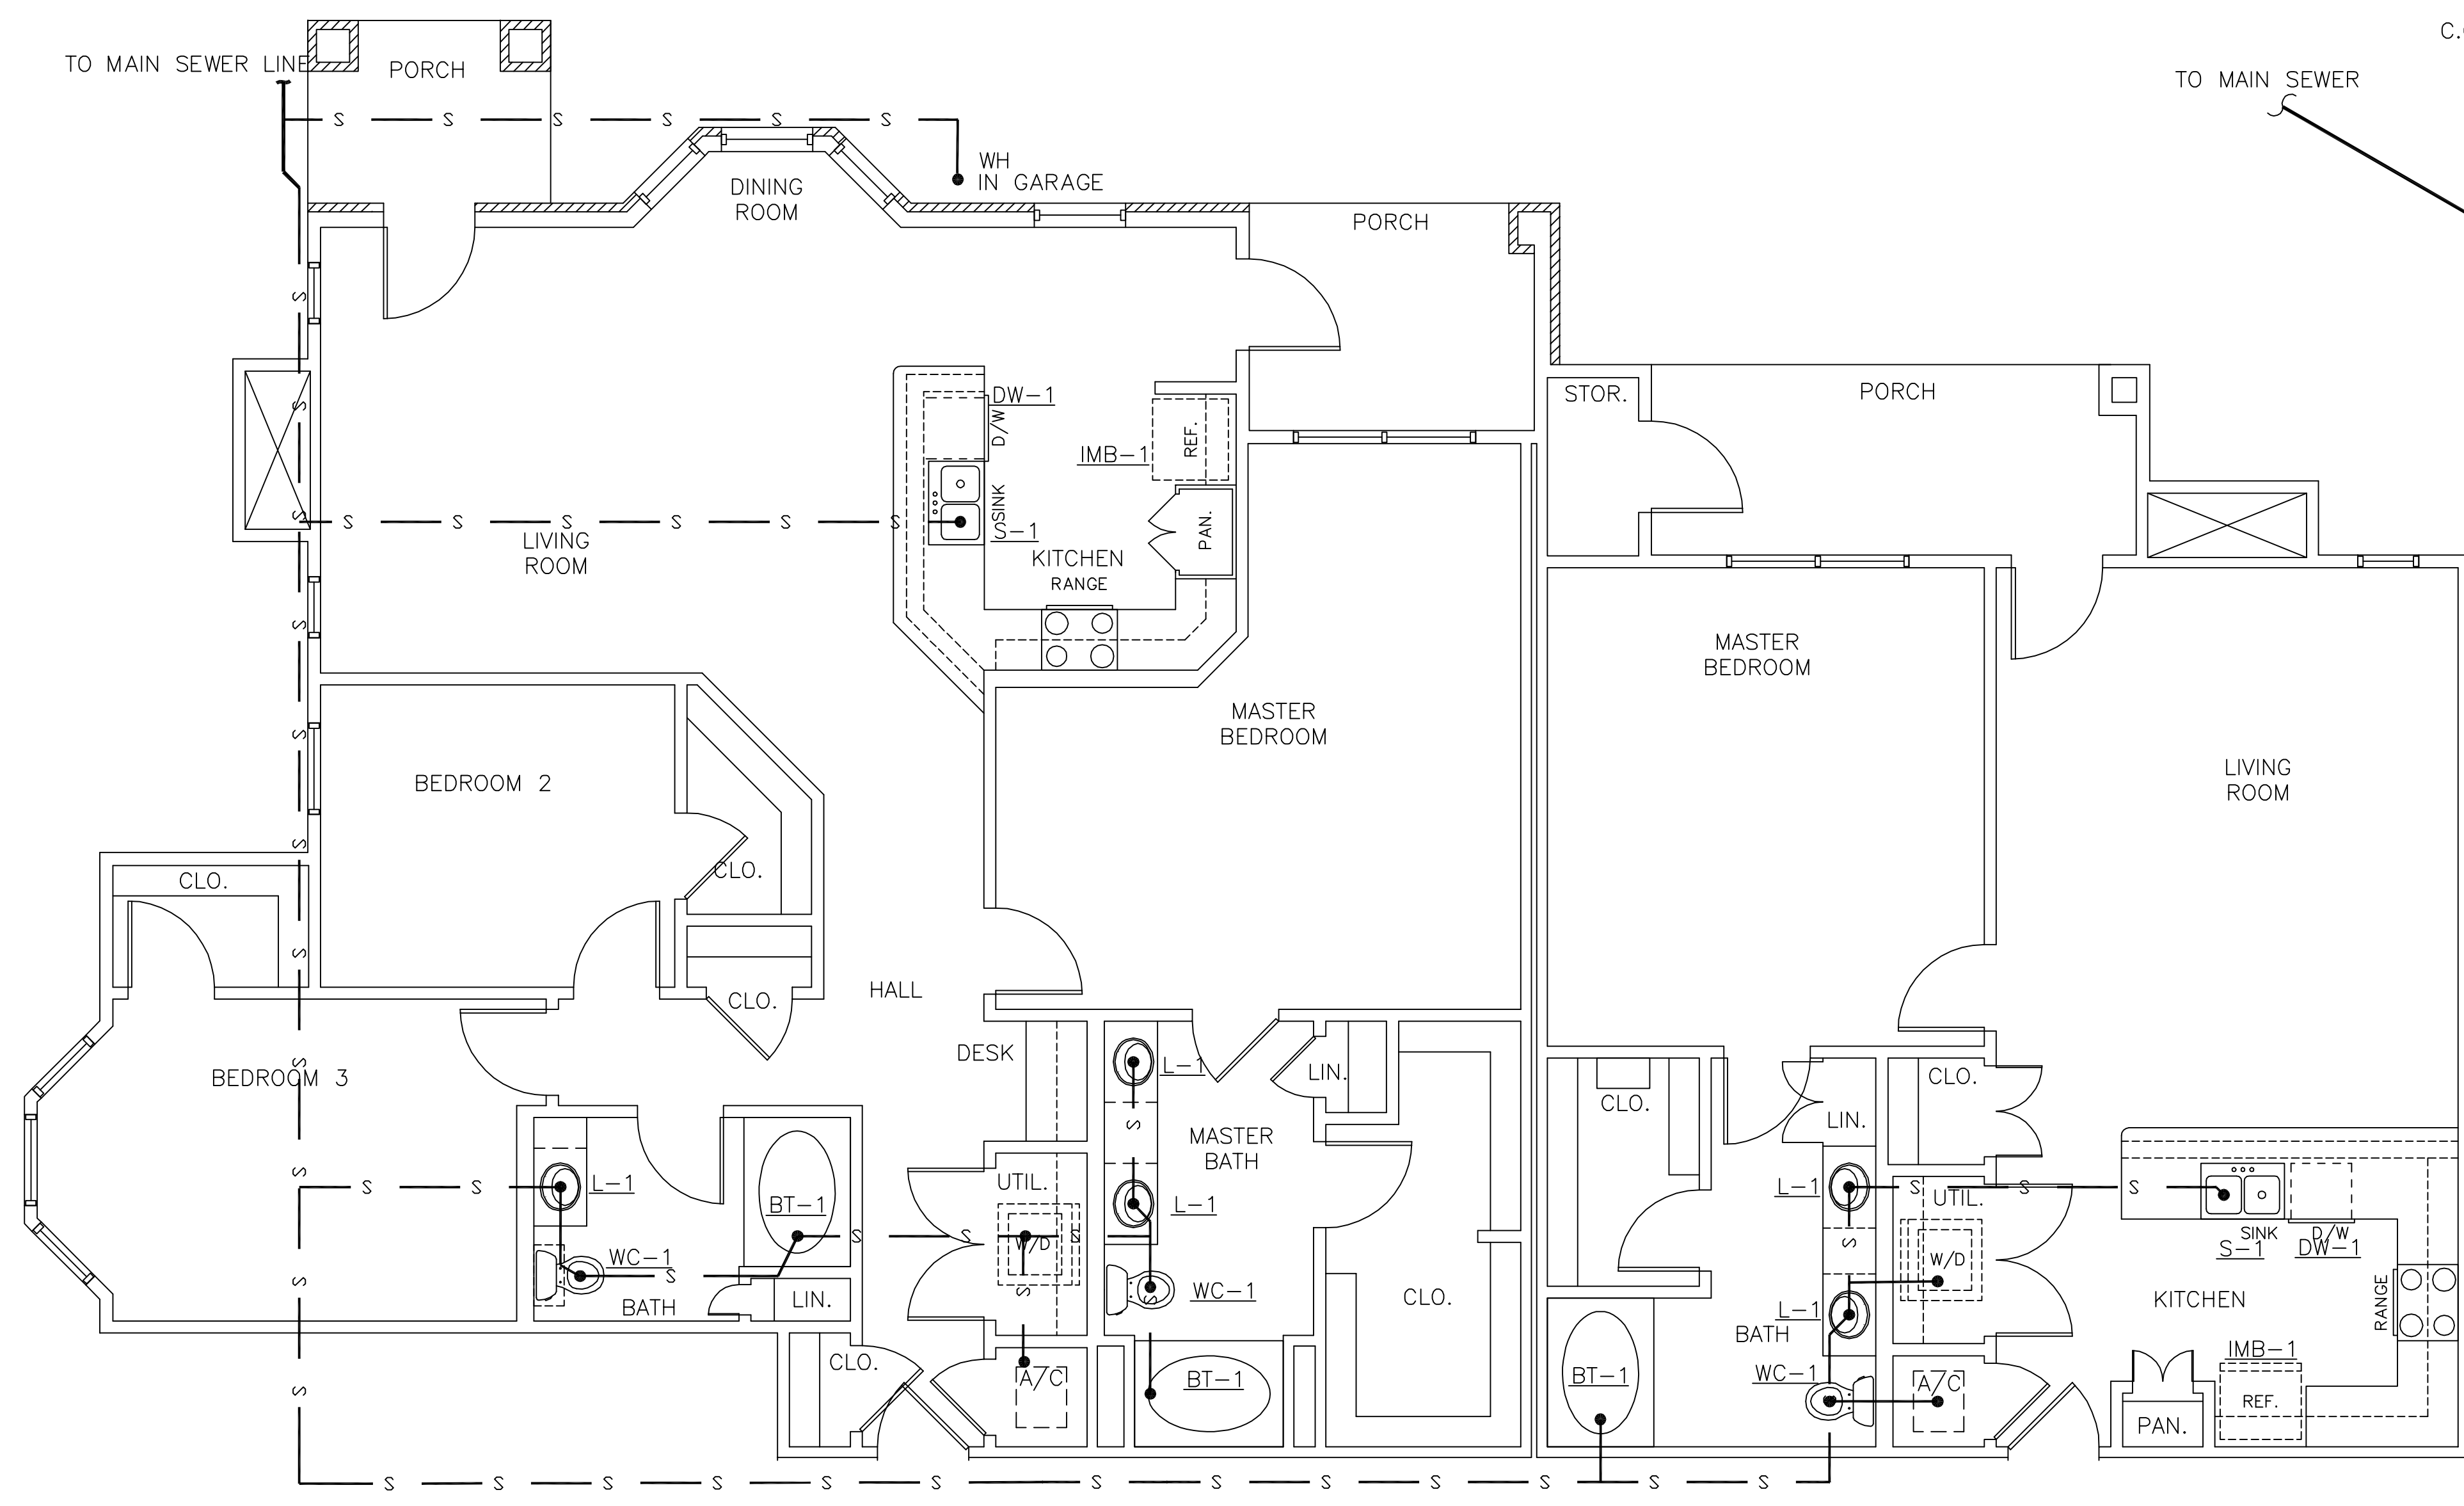 TO MAIN SEWER LINE
PORCH
C.
TO MAIN SEWER
S S S S S S
WH
IN GARAGE
DINING
ROOM
PORCH
S
DW-1
D/W
IMB-1
REF.
STOR.
PORCH
S
SINK
S
S S S S S S
S-1
PAN.
LIVING
ROOM
KITCHEN
RANGE
S
MASTER
BEDROOM
MASTER
BEDROOM
S
BEDROOM 2
LIVING
ROOM
S
CLO.
CLO.
S
HALL
CLO.
DESK
S
BEDROOM 3
L-1
LIN.
CLO.
CLO.
LIN.
S
MASTER
BATH
S
S S
L-1
BT-1
UTIL.
L-1
L-1
S S S
UTIL.
S S S
W/D
S
W/D
SINK
D/W
S-1
DW-1
WC-1
S
S
BATH
LIN.
S
S
WC-1
CLO.
L-1
BATH
KITCHEN
RANGE
CLO.
A/C
BT-1
BT-1
WC-1
A/C
IMB-1
REF.
PAN.
S
S S S S S S S S S S S S S